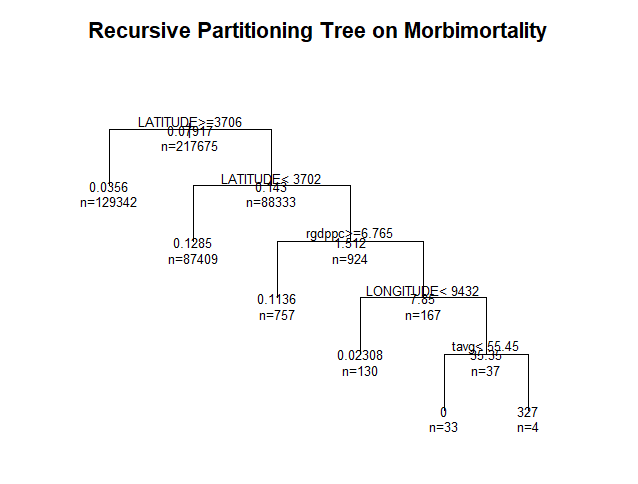 Recursive Partitioning Tree on Morbimortality
LATITUDE>=3706
0.07917
n=217675
0.0356
n=129342
LATITUDE< 3702
0.143
n=88333
0.1285
n=87409
rgdppc>=6.765
1.512
n=924
0.1136
n=757
LONGITUDE< 9432
7.85
n=167
0.02308
n=130
tavg< 55.45
35.35
n=37
0
n=33
327
n=4